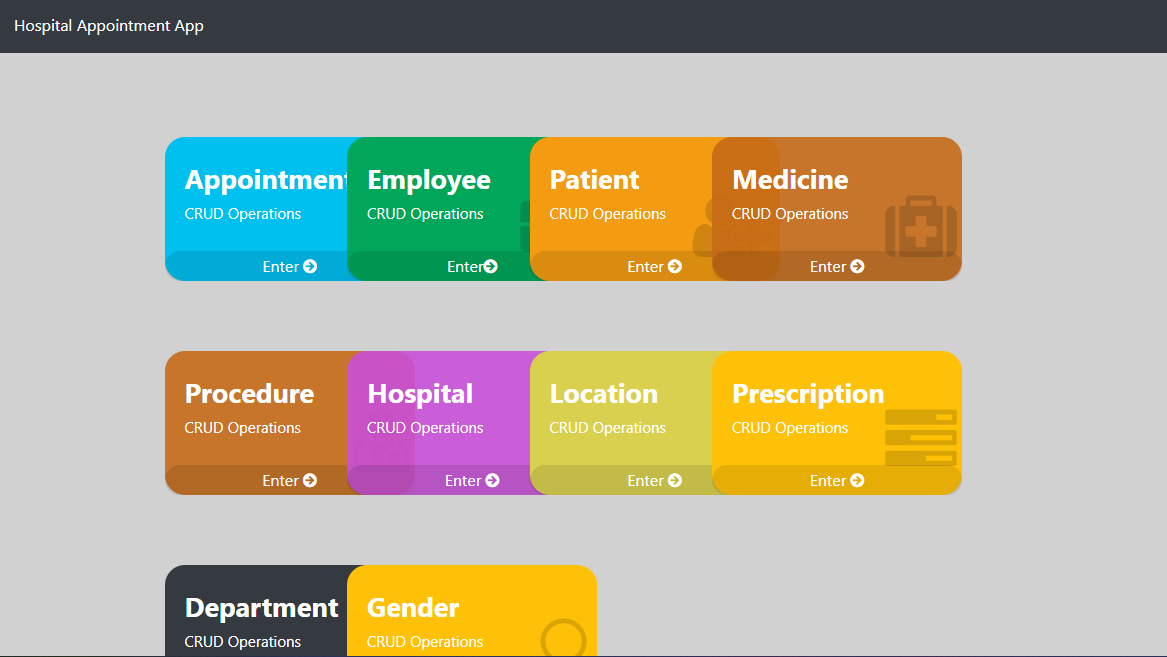 Hospital Appointment App
Appointment Employee Patient Medicine
CRUD Operations CRUD Operations CRUD Operations CRUD Operations
Enter Enter Enter Enter
Procedure Hospital Location Prescription
CRUD Operations CRUD Operations CRUD Operations CRUD Operations
Enter Enter Enter Enter
Department Gender
CRUD Operations CRUD Operations